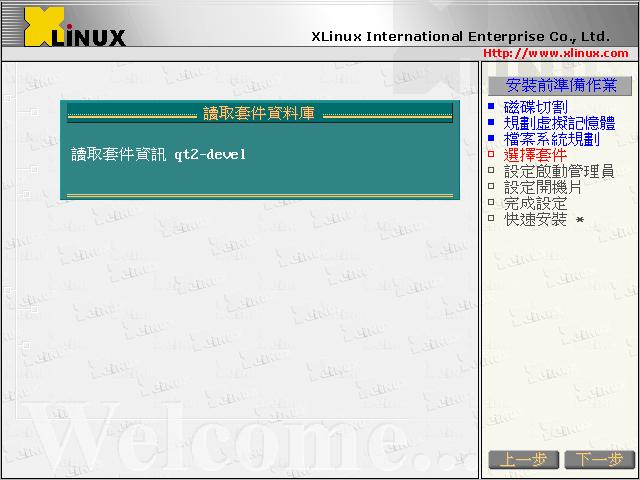 XLiNUX
XLinux International Enterprise Co., Ltd.
Http://www.xlinux.com
讀取套件資料庫
讀取套件資訊 qt2-devel
安裝前準備作業
磁碟切割
規劃虛擬記憶體
檔案系統規劃
選擇套件
設定啟動管理員
設定開機片
完成設定
快速安裝 *
Welcome...
上一步
下一步